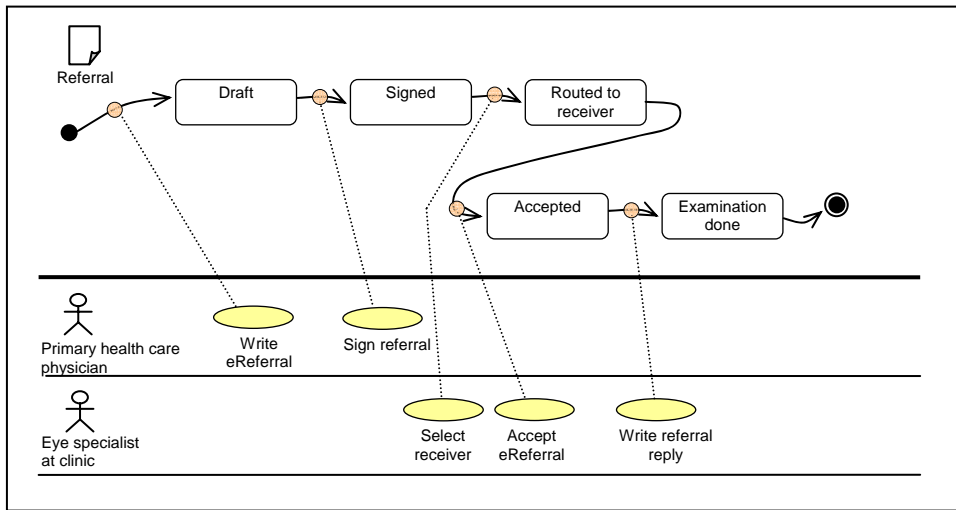 Referral
Draft
Signed
Routed to
receiver
Accepted
Examination
done
Primary health care
physician
Write
eReferral
Sign referral
Eye specialist
at clinic
Select
receiver
Accept
eReferral
Write referral
reply